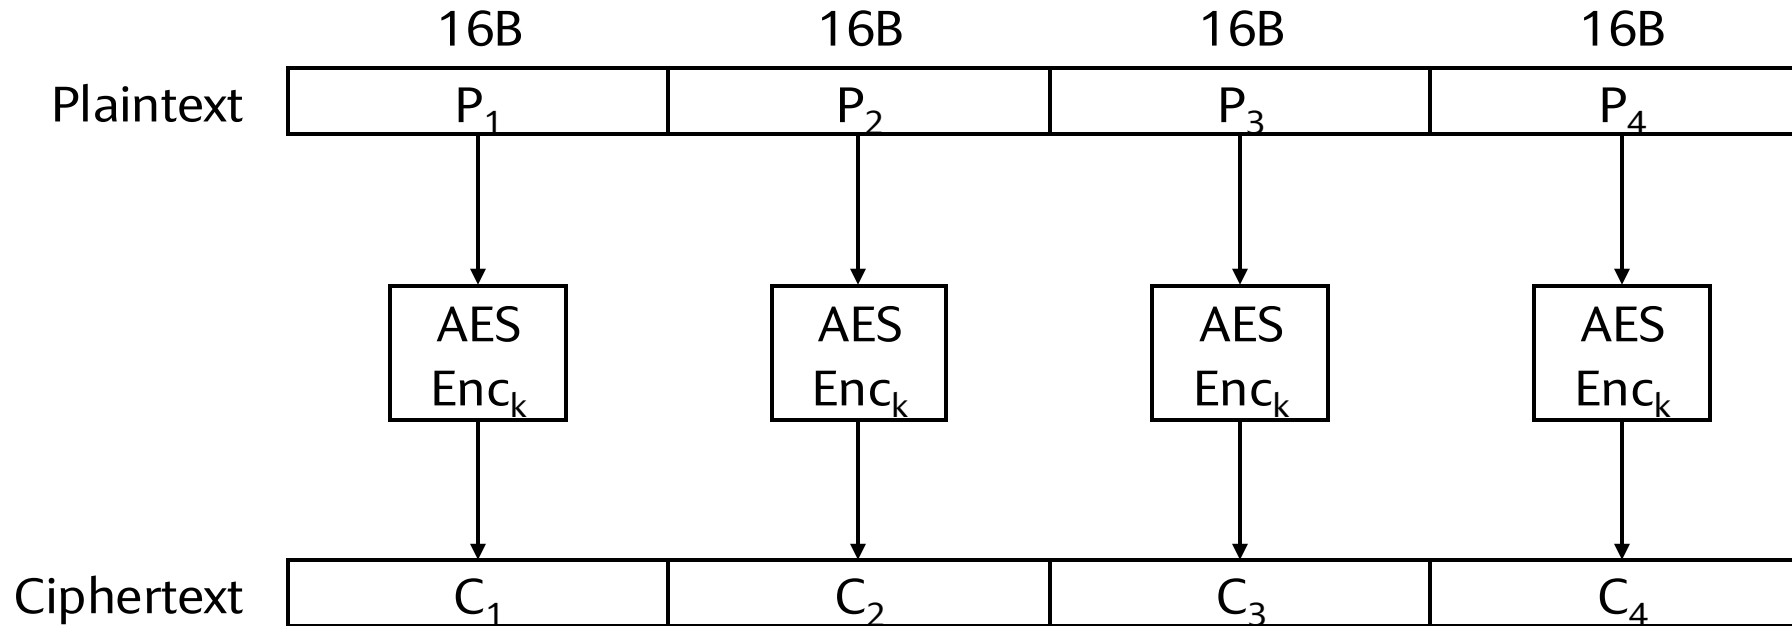 16B 16B 16B 16B
Plaintext P₁ P₂ P₃ P₄
AES AES AES AES
Encₖ Encₖ Encₖ Encₖ
Ciphertext C₁ C₂ C₃ C₄